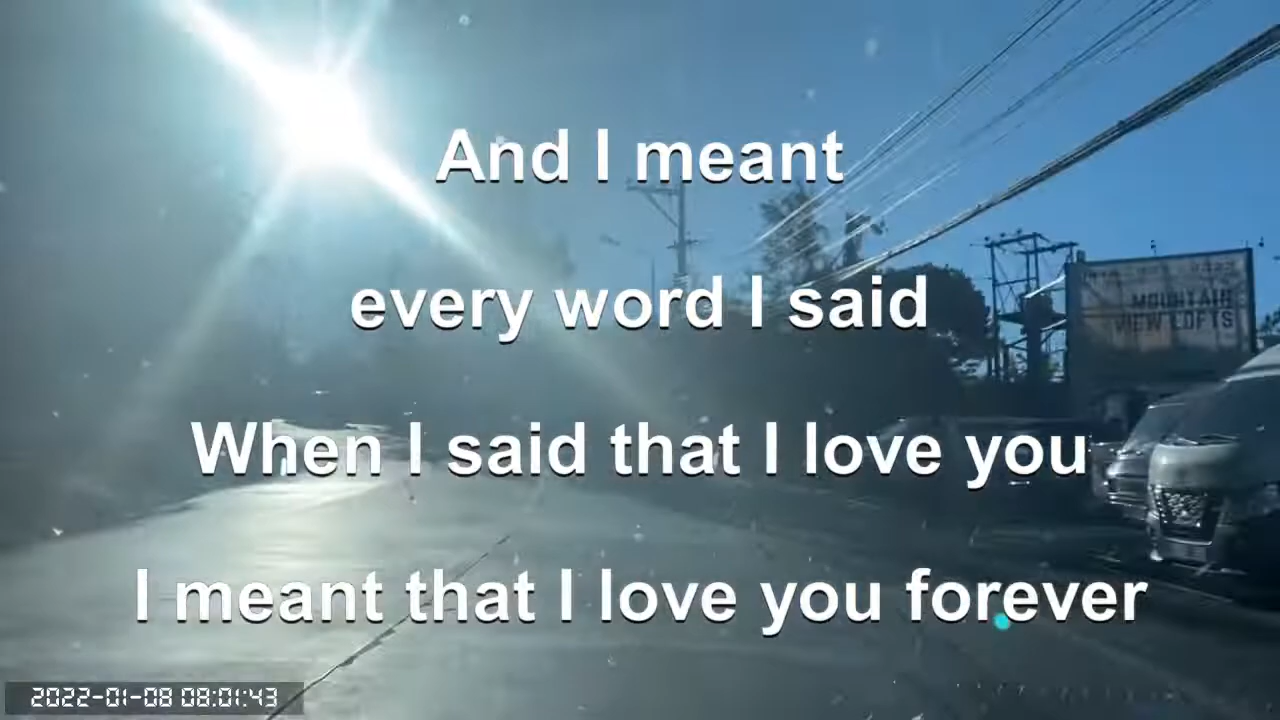 And I meant
every word I said
When I said that I love you
I meant that I love you forever
MOUNTAIN
VIEW LOFTS
2022-01-08 08:01:43